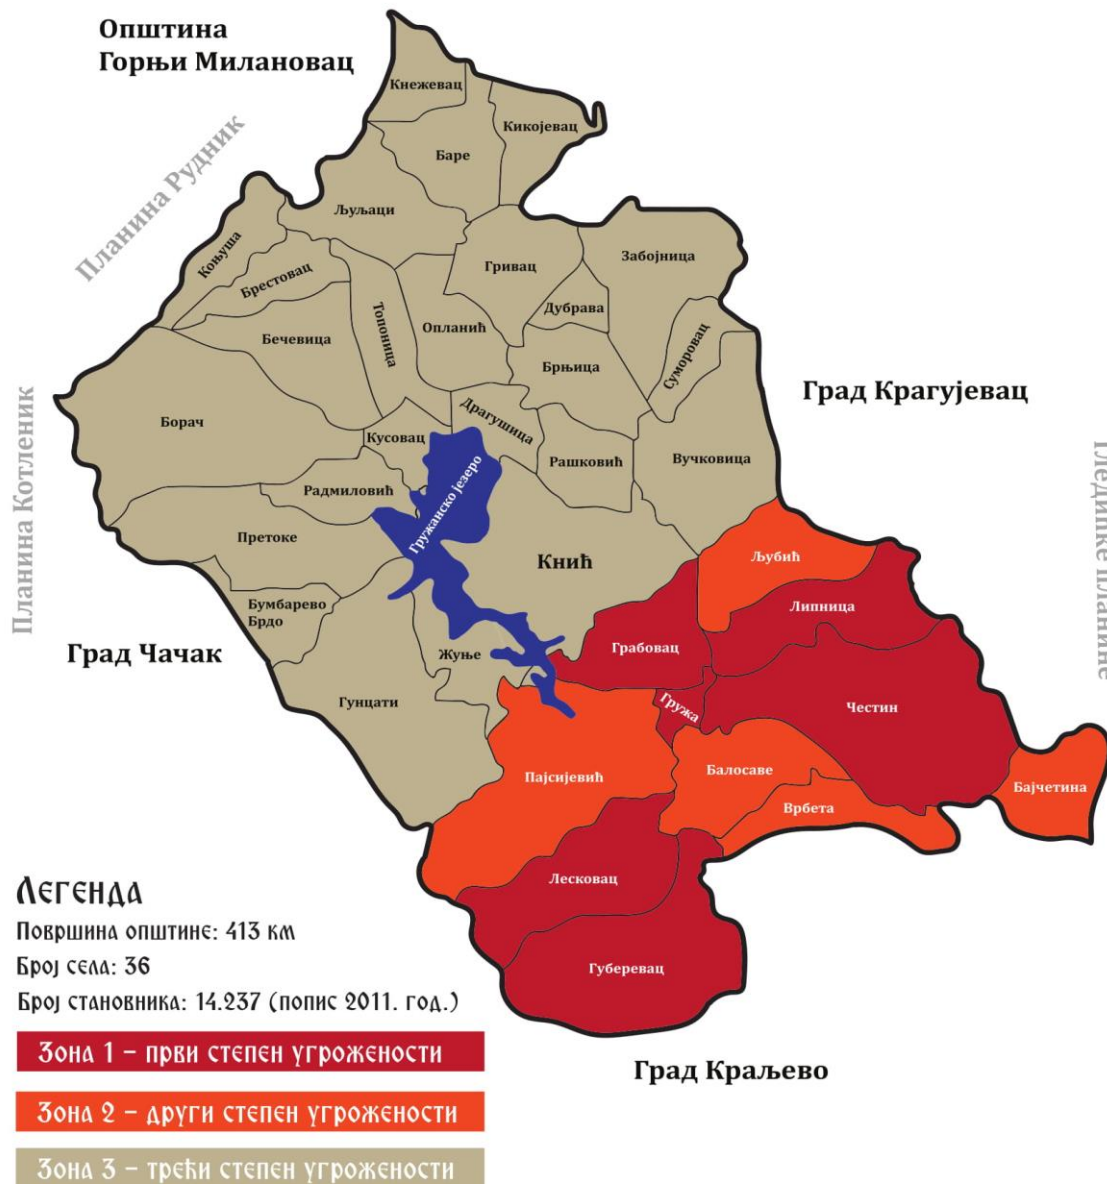 Општина
Горњи Милановац
Кнежевац
Кикојевац
Баре
Планина Рудник
Љуљаци
Коњуша
Брестовац
Гривац
Забојница
Топоница
Опланић
Дубрава
Бечевица
Брњица
Суморовац
Град Крагујевац
Планина Котленик
Борач
Драгушица
Кусовац
Рашковић
Вучковица
Радмиловић
Гружанско језеро
Претоке
Кнић
Љубић
планине
Бумбарево
Брдо
Липница
Град Чачак
Жуње
Грабовац
Гунцати
Гружа
Честин
Пајсијевић
Балосаве
Бајчетина
Врбета
Лесковац
Губеревац
Легенда
Површина општине: 413 км
Број села: 36
Број становника: 14.237 (попис 2011. год.)
Зона 1 – први степен угрожености
Град Краљево
Зона 2 – други степен угрожености
Зона 3 – трећи степен угрожености